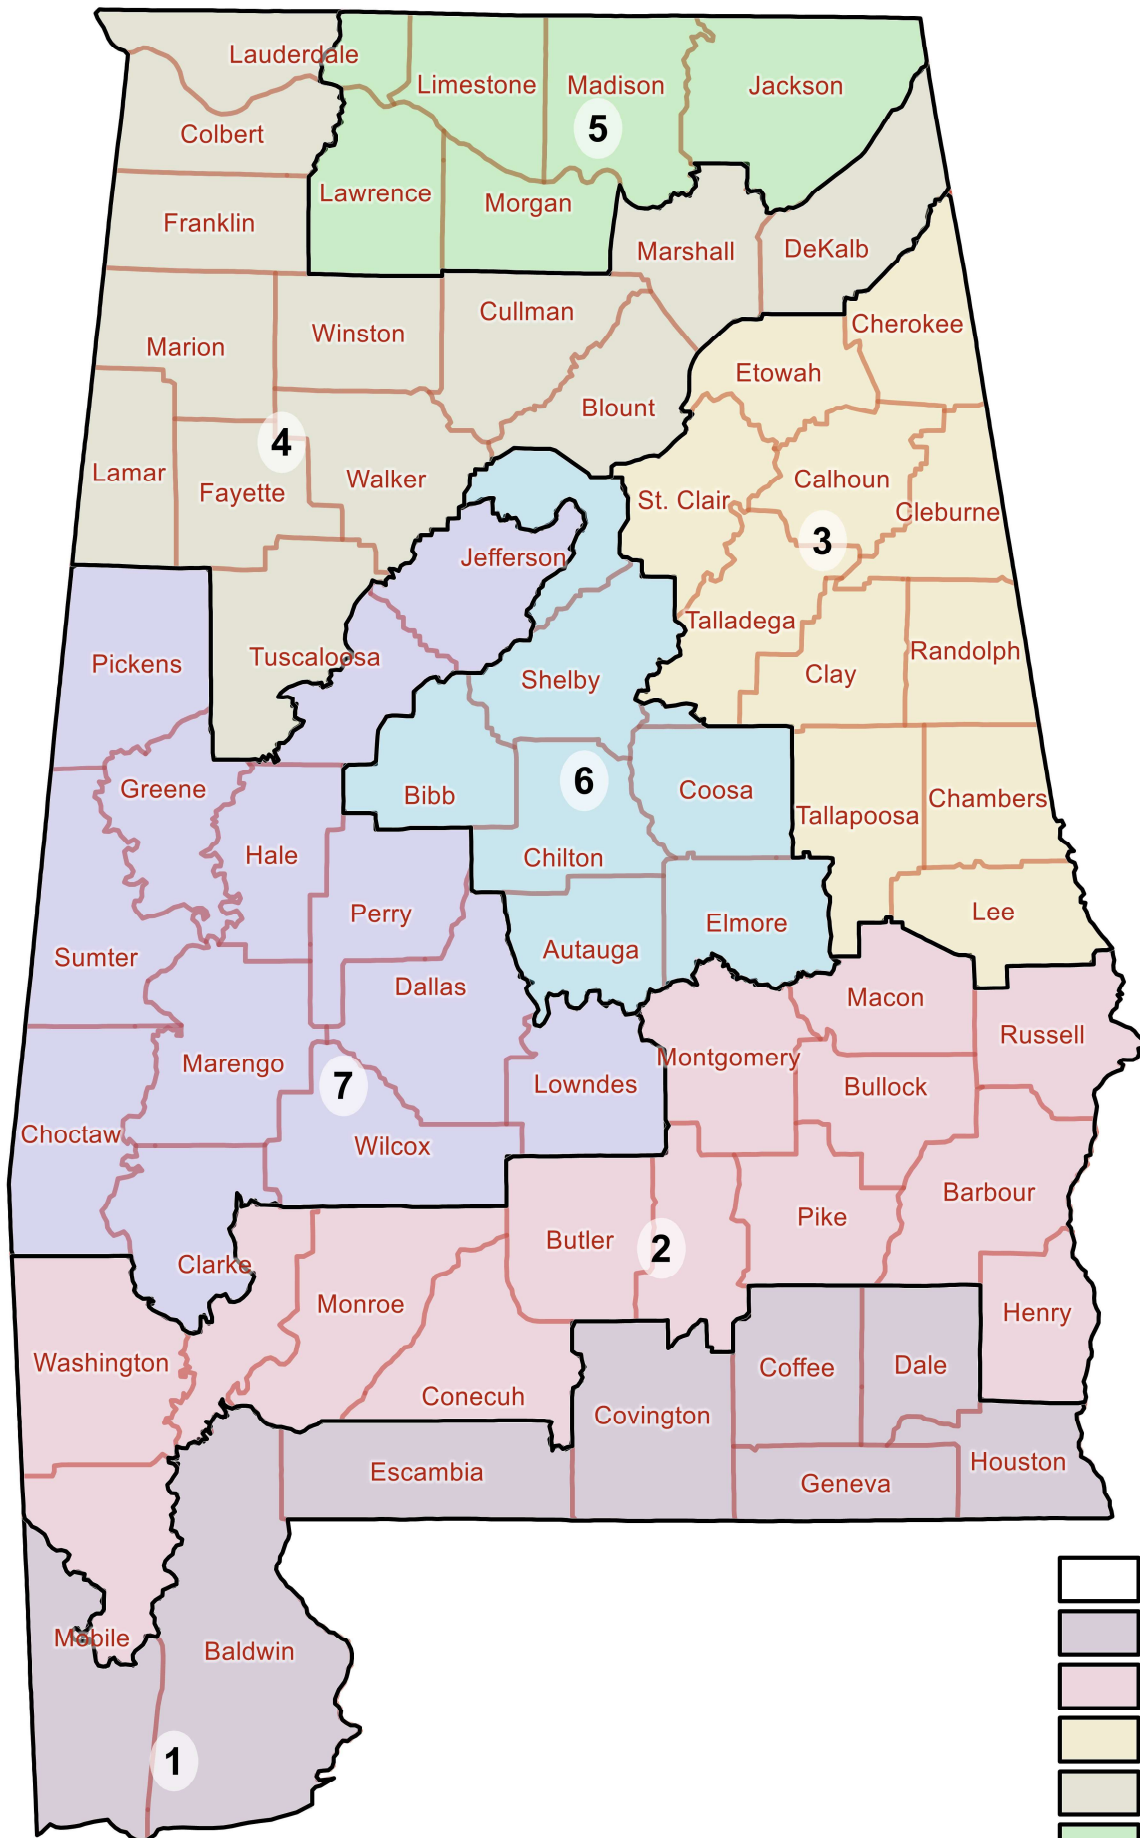 Lauderdale
Limestone
Madison
Jackson
5
Colbert
Lawrence
Morgan
Franklin
Marshall
DeKalb
Cullman
Cherokee
Winston
Marion
Etowah
Blount
4
Lamar
Fayette
Walker
St. Clair
Calhoun
Cleburne
3
Jefferson
Talladega
Randolph
Pickens
Tuscaloosa
Shelby
Clay
6
Greene
Bibb
Coosa
Chambers
Tallapoosa
Hale
Chilton
Perry
Lee
Elmore
Autauga
Sumter
Dallas
Macon
Russell
Marengo
Montgomery
7
Lowndes
Bullock
Choctaw
Wilcox
Barbour
Pike
Butler
2
Clarke
Monroe
Henry
Washington
Coffee
Dale
Conecuh
Covington
Escambia
Geneva
Houston
Mobile
Baldwin
1